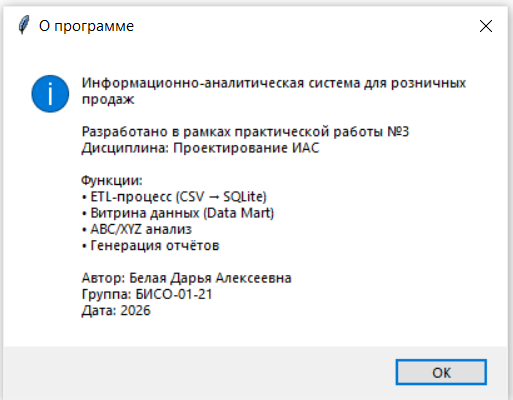 О программе
Информационно-аналитическая система для розничных
продаж
Разработано в рамках практической работы №3
Дисциплина: Проектирование ИАС
Функции:
• ETL-процесс (CSV → SQLite)
• Витрина данных (Data Mart)
• ABC/XYZ анализ
• Генерация отчётов
Автор: Белая Дарья Алексеевна
Группа: БИСО-01-21
Дата: 2026
ОК